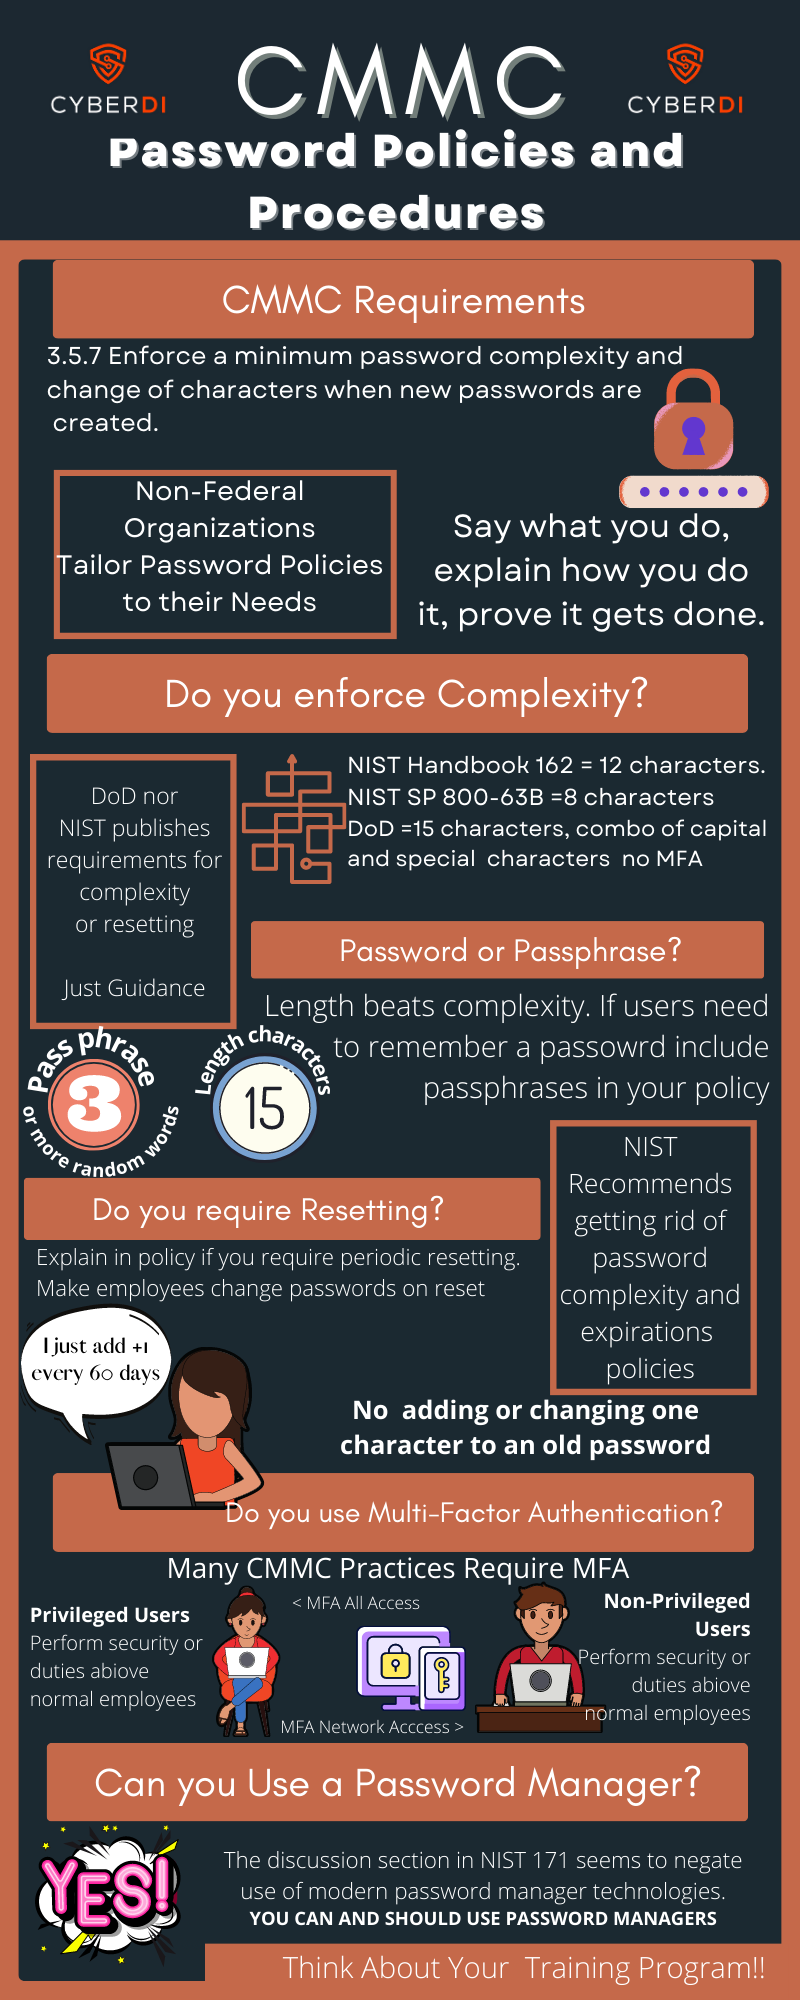 CYBERDI
CMMC
CYBERDI
Password Policies and
Procedures
CMMC Requirements
3.5.7 Enforce a minimum password complexity and
change of characters when new passwords are
created.
Non-Federal
Organizations
Tailor Password Policies
to their Needs
Say what you do,
explain how you do
it, prove it gets done.
Do you enforce Complexity?
DoD nor
NIST publishes
requirements for
complexity
or resetting
Just Guidance
NIST Handbook 162 = 12 characters.
NIST SP 800-63B =8 characters
DoD =15 characters, combo of capital
and special characters no MFA
Password or Passphrase?
Length beats complexity. If users need
to remember a passowrd include
passphrases in your policy
Pass phrase
3
or more random words
Length characters
15
NIST
Recommends
getting rid of
password
complexity and
expirations
policies
Do you require Resetting?
Explain in policy if you require periodic resetting.
Make employees change passwords on reset
I just add +1
every 60 days
No adding or changing one
character to an old password
Do you use Multi-Factor Authentication?
Many CMMC Practices Require MFA
Privileged Users
Perform security or
duties abiove
normal employees
< MFA All Access
MFA Network Acccess >
Non-Privileged
Users
Perform security or
duties abiove
normal employees
Can you Use a Password Manager?
YES!
The discussion section in NIST 171 seems to negate
use of modern password manager technologies.
YOU CAN AND SHOULD USE PASSWORD MANAGERS
Think About Your Training Program!!